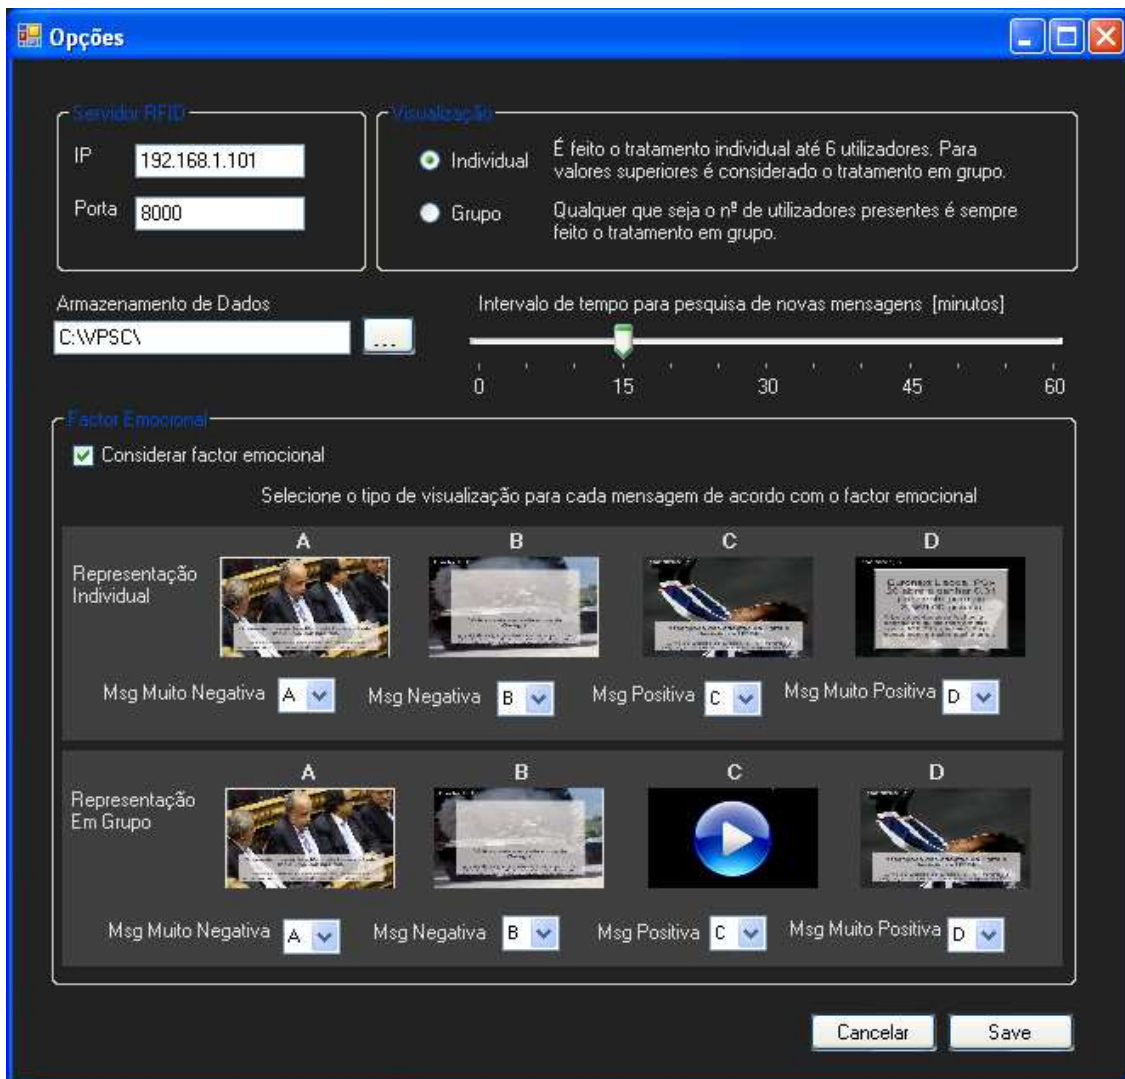 Opções
Servidor RFID
IP
192.168.1.101
Porta
8000
Visualização
Individual
É feito o tratamento individual até 6 utilizadores. Para
valores superiores é considerado o tratamento em grupo.
Grupo
Qualquer que seja o nº de utilizadores presentes é sempre
feito o tratamento em grupo.
Armazenamento de Dados
C:\VPSC\
...
Intervalo de tempo para pesquisa de novas mensagens [minutos]
0 15 30 45 60
Factor Emocional
Considerar factor emocional
Selecione o tipo de visualização para cada mensagem de acordo com o factor emocional
A B C D
Representação
Individual
Msg Muito Negativa A Msg Negativa B Msg Positiva C Msg Muito Positiva D
A B C D
Representação
Em Grupo
Msg Muito Negativa A Msg Negativa B Msg Positiva C Msg Muito Positiva D
Cancelar Save